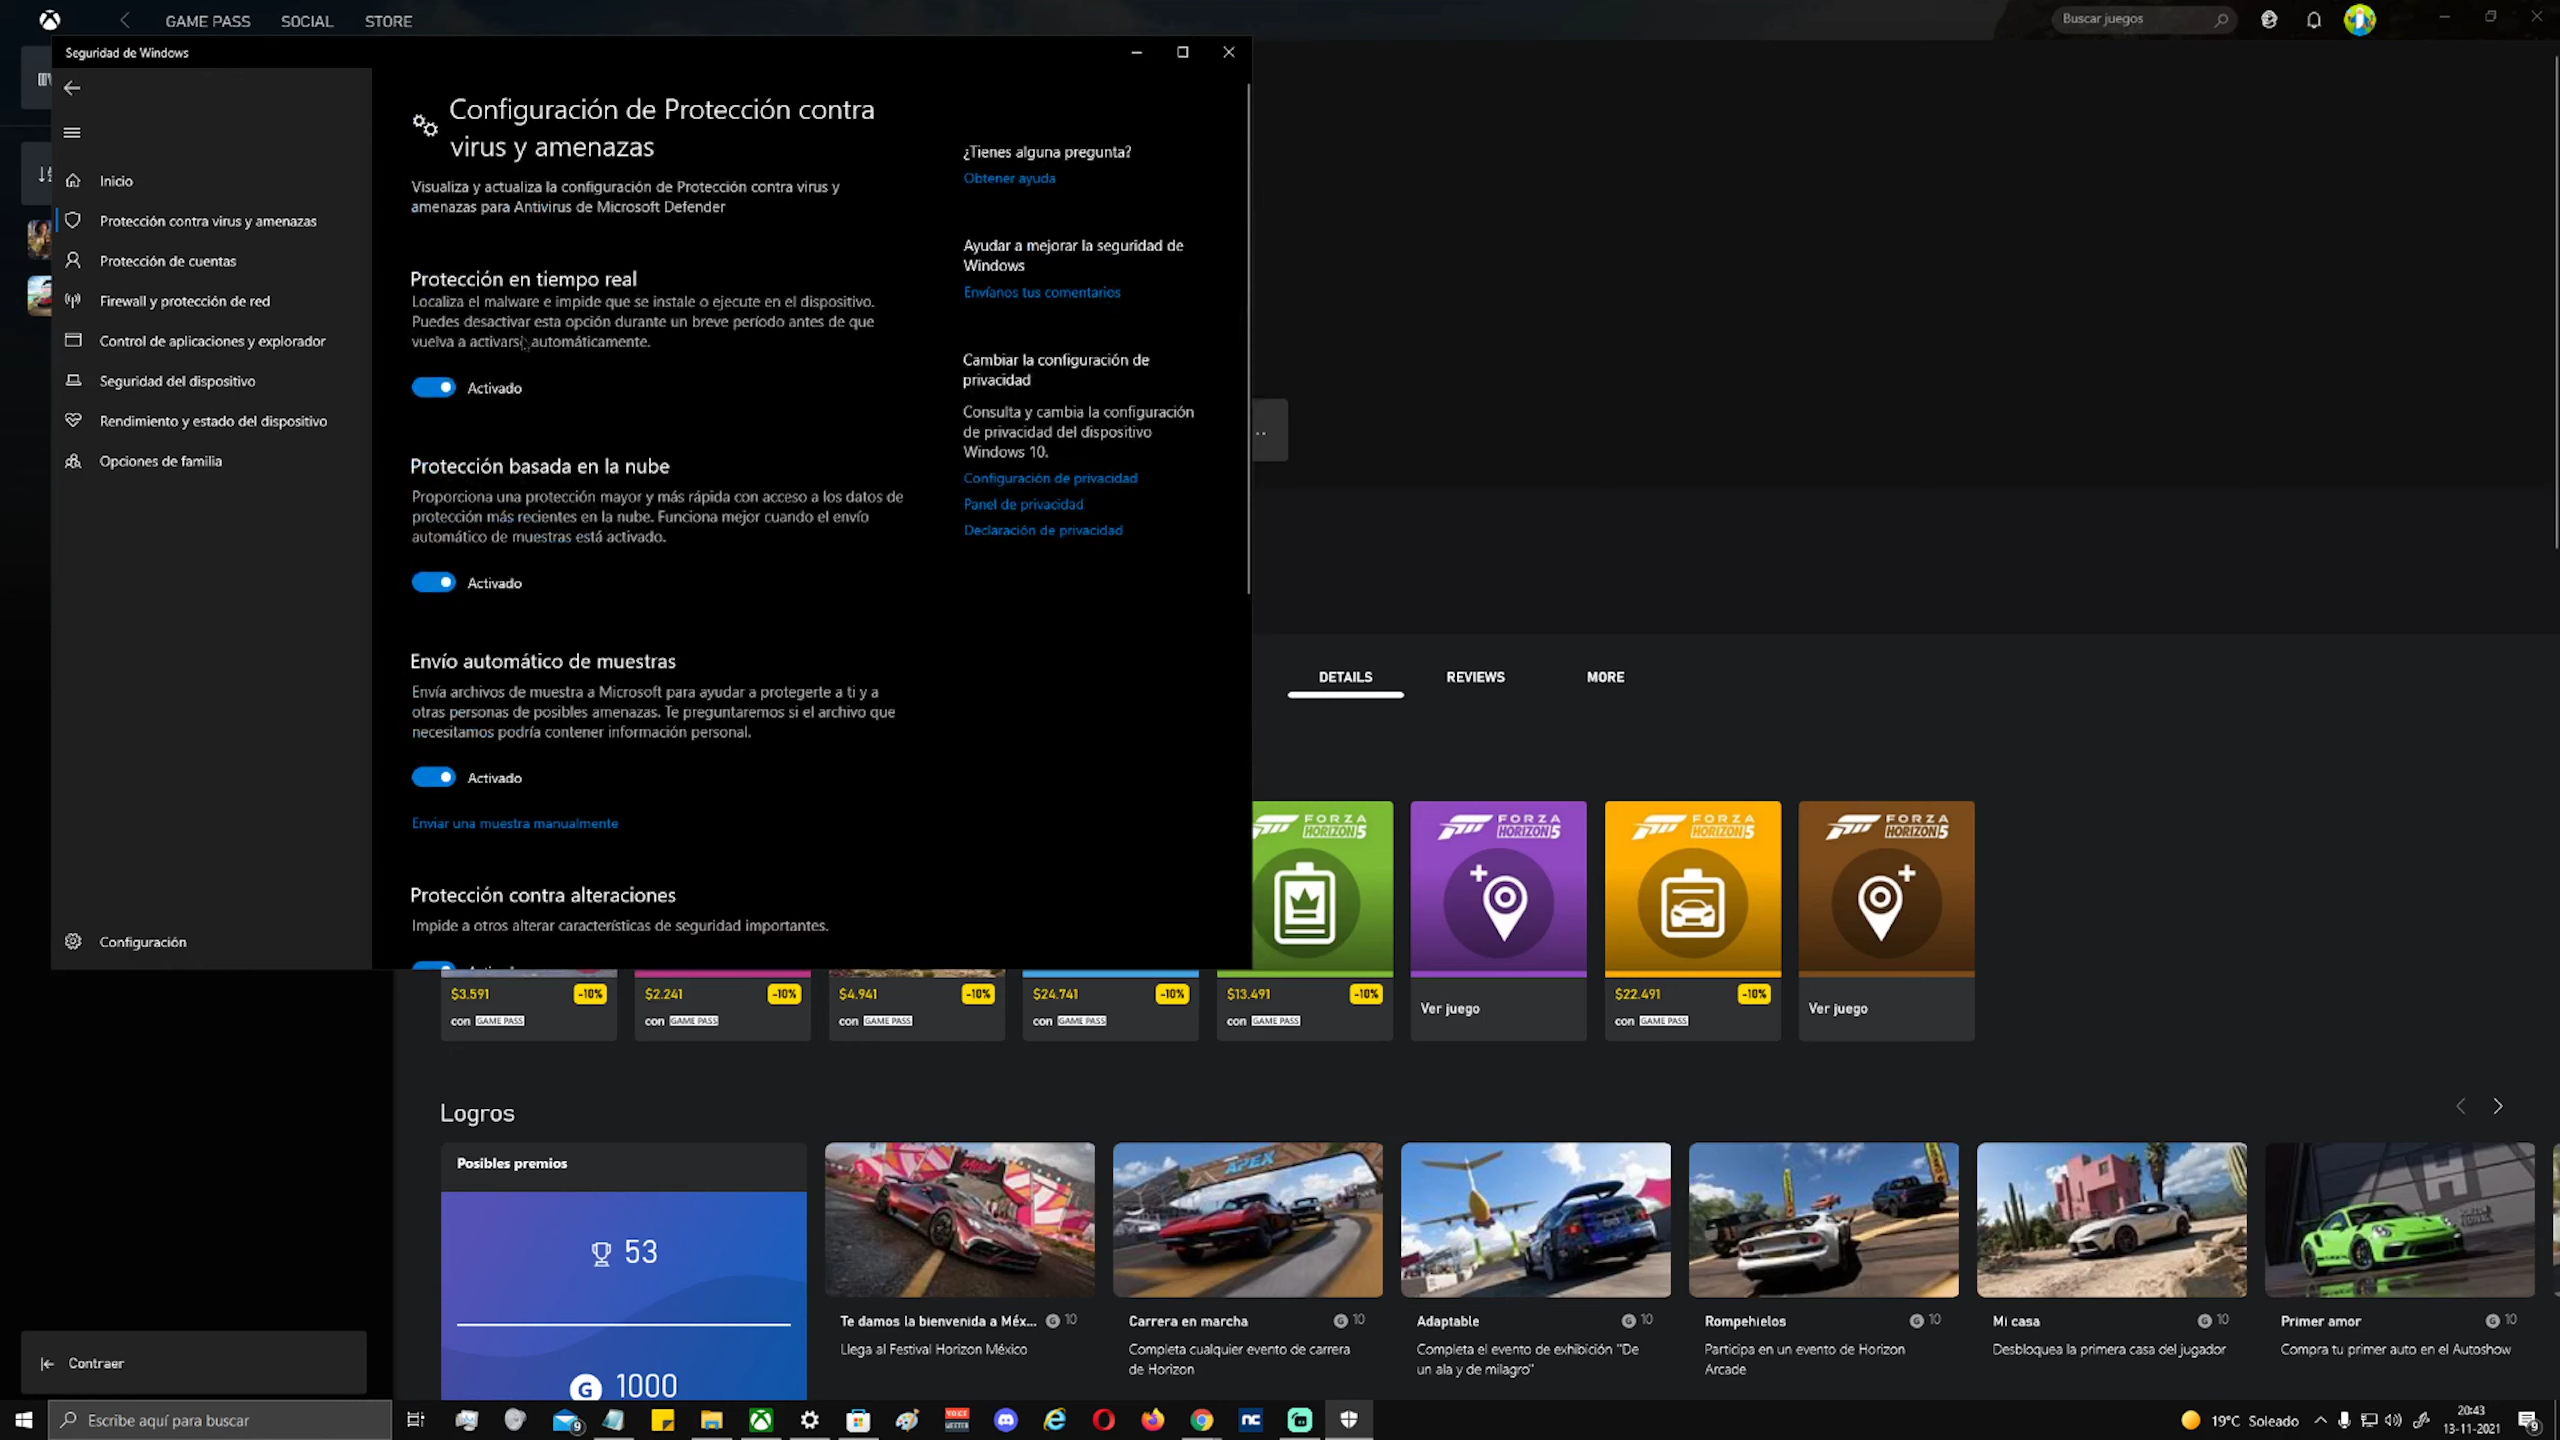 GAME PASS
SOCIAL
STORE
Buscar juegos
Seguridad de Windows
Inicio
Protección contra virus y amenazas
Protección de cuentas
Firewall y protección de red
Control de aplicaciones y explorador
Seguridad del dispositivo
Rendimiento y estado del dispositivo
Opciones de familia
Configuración
Configuración de Protección contra
virus y amenazas
Visualiza y actualiza la configuración de Protección contra virus y
amenazas para Antivirus de Microsoft Defender
Protección en tiempo real
Localiza el malware e impide que se instale o ejecute en el dispositivo.
Puedes desactivar esta opción durante un breve período antes de que
vuelva a activarse automáticamente.
Activado
Protección basada en la nube
Proporciona una protección mayor y más rápida con acceso a los datos de
protección más recientes en la nube. Funciona mejor cuando el envío
automático de muestras está activado.
Activado
Envío automático de muestras
Envía archivos de muestra a Microsoft para ayudar a protegerte a ti y a
otras personas de posibles amenazas. Te preguntaremos si el archivo que
necesitamos podría contener información personal.
Activado
Enviar una muestra manualmente
Protección contra alteraciones
Impide a otros alterar características de seguridad importantes.
¿Tienes alguna pregunta?
Obtener ayuda
Ayudar a mejorar la seguridad de
Windows
Envíanos tus comentarios
Cambiar la configuración de
privacidad
Consulta y cambia la configuración
de privacidad del dispositivo
Windows 10.
Configuración de privacidad
Panel de privacidad
Declaración de privacidad
DETAILS
REVIEWS
MORE
FORZA
HORIZON 5
FORZA
HORIZON 5
FORZA
HORIZON 5
FORZA
HORIZON 5
$3.591 -10%
con GAME PASS
$2.241 -10%
con GAME PASS
$4.941 -10%
con GAME PASS
$24.741 -10%
con GAME PASS
$13.491 -10%
con GAME PASS
Ver juego
$22.491 -10%
con GAME PASS
Ver juego
Logros
Posibles premios
53
G 1000
APEX
Te damos la bienvenida a Méx... G 10
Llega al Festival Horizon México
Carrera en marcha G 10
Completa cualquier evento de carrera
de Horizon
Adaptable G 10
Completa el evento de exhibición "De
un ala y de milagro"
Rompehielos G 10
Participa en un evento de Horizon
Arcade
Mi casa G 10
Desbloquea la primera casa del jugador
Primer amor G 10
Compra tu primer auto en el Autoshow
Contraer
Escribe aquí para buscar
9
NC
19°C Soleado
20:43
13-11-2021
9